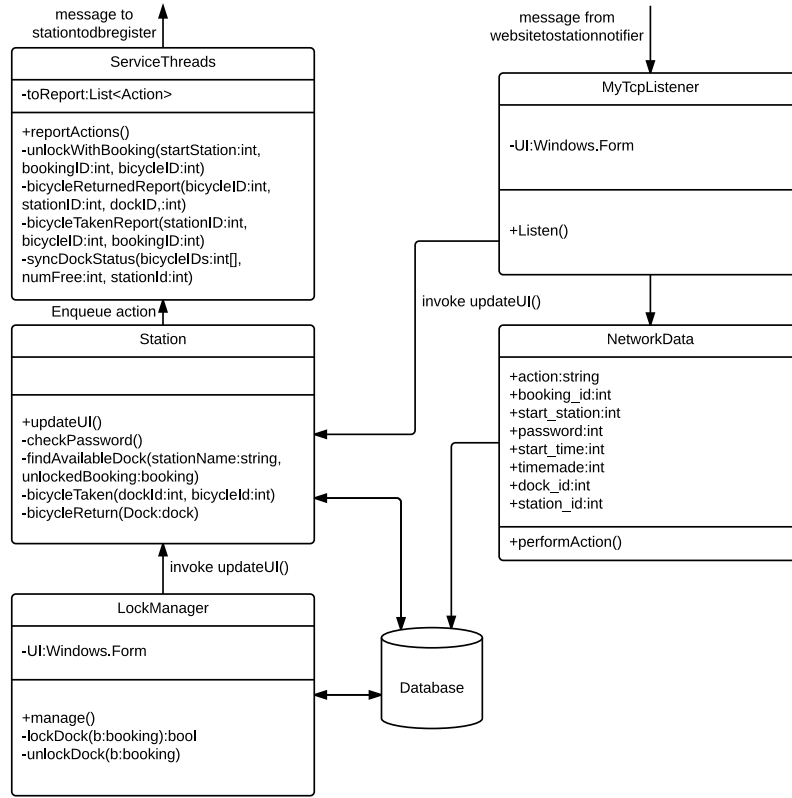 message to
stationtodbregister
ServiceThreads
-toReport:List<Action>
+reportActions()
-unlockWithBooking(startStation:int,
bookingID:int, bicycleID:int)
-bicycleReturnedReport(bicycleID:int,
stationID:int, dockID,:int)
-bicycleTakenReport(stationID:int,
bicycleID:int, bookingID:int)
-syncDockStatus(bicycleIDs:int[],
numFree:int, stationId:int)
Enqueue action
Station
+updateUI()
-checkPassword()
-findAvailableDock(stationName:string,
unlockedBooking:booking)
-bicycleTaken(dockId:int, bicycleId:int)
-bicycleReturn(Dock:dock)
invoke updateUI()
LockManager
-UI:Windows.Form
+manage()
-lockDock(b:booking):bool
-unlockDock(b:booking)
message from
websitetostationnotifier
MyTcpListener
-UI:Windows.Form
+Listen()
invoke updateUI()
NetworkData
+action:string
+booking_id:int
+start_station:int
+password:int
+start_time:int
+timemade:int
+dock_id:int
+station_id:int
+performAction()
Database